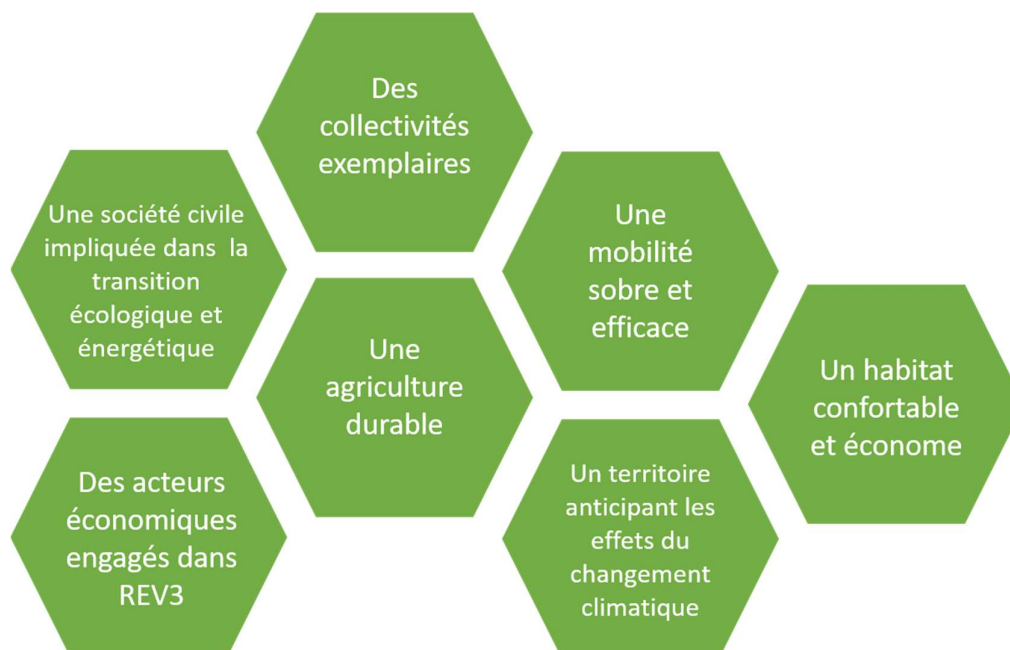 Des
collectivités
exemplaires
Une société civile
impliquée dans la
transition
écologique et
énergétique
Une
mobilité
sobre et
efficace
Une
agriculture
durable
Un habitat
confortable
et économe
Des acteurs
économiques
engagés dans
REV3
Un territoire
anticipant les
effets du
changement
climatique